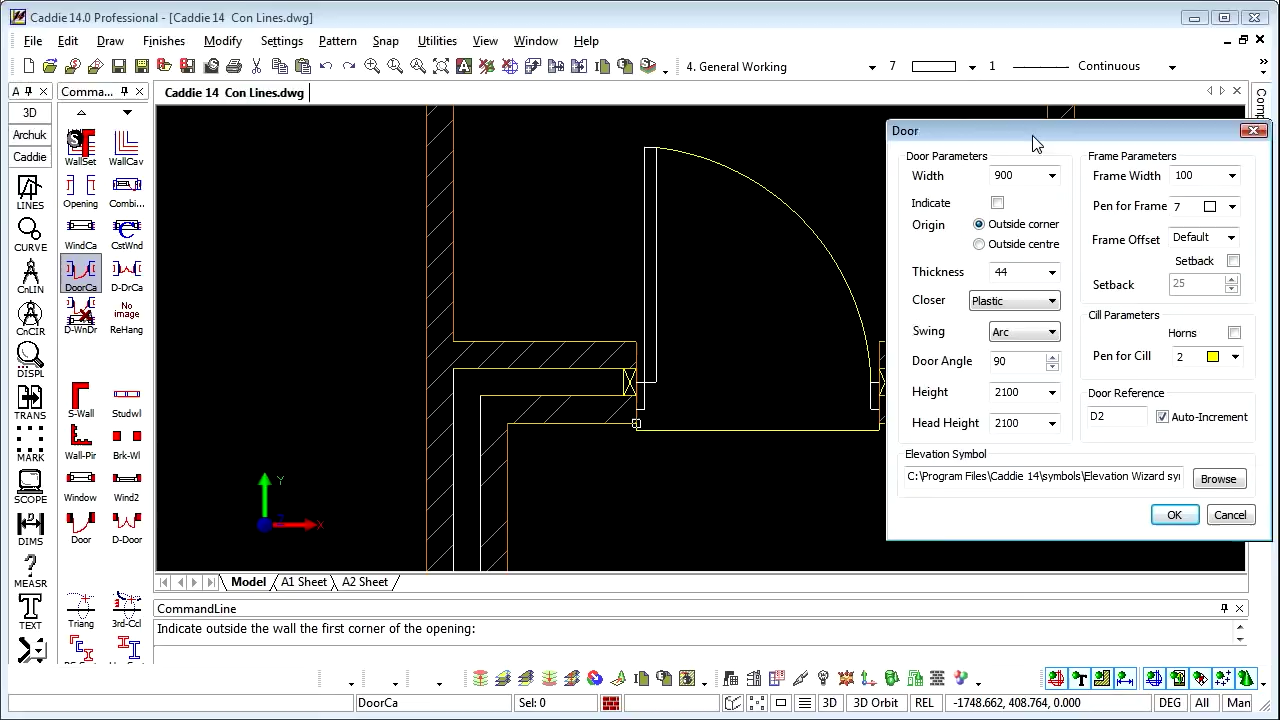 Caddie 14.0 Professional - [Caddie 14  Con Lines.dwg]
File Edit Draw Finishes Modify Settings Pattern Snap Utilities View Window Help
4. General Working 7 1 Continuous
A Comma... Caddie 14  Con Lines.dwg
3D
Archuk
Caddie
LINES
CURVE
CnLIN
CnCIR
DISPL
TRANS
MARK
SCOPE
DIMS
MEASR
TEXT
WallSet WallCav
Opening Combi...
WindCa CstWnd
DoorCa D-DrCa
No image
D-WnDr ReHang
S-Wall Studwl
Wall-Pir Brk-Wl
Window Wind2
Door D-Door
Triang 3rd-Ccl
Y
X
Door
Door Parameters
Width 900
Indicate
Origin Outside corner
Outside centre
Thickness 44
Closer Plastic
Swing Arc
Door Angle 90
Height 2100
Head Height 2100
Frame Parameters
Frame Width 100
Pen for Frame 7
Frame Offset Default
Setback
Setback 25
Cill Parameters
Horns
Pen for Cill 2
Door Reference
D2 Auto-Increment
Elevation Symbol
C:\Program Files\Caddie 14\symbols\Elevation Wizard syı Browse
OK Cancel
Model A1 Sheet A2 Sheet
CommandLine
Indicate outside the wall the first corner of the opening:
DoorCa Sel: 0 3D 3D Orbit REL -1748.662, 408.764, 0.000 DEG All Man